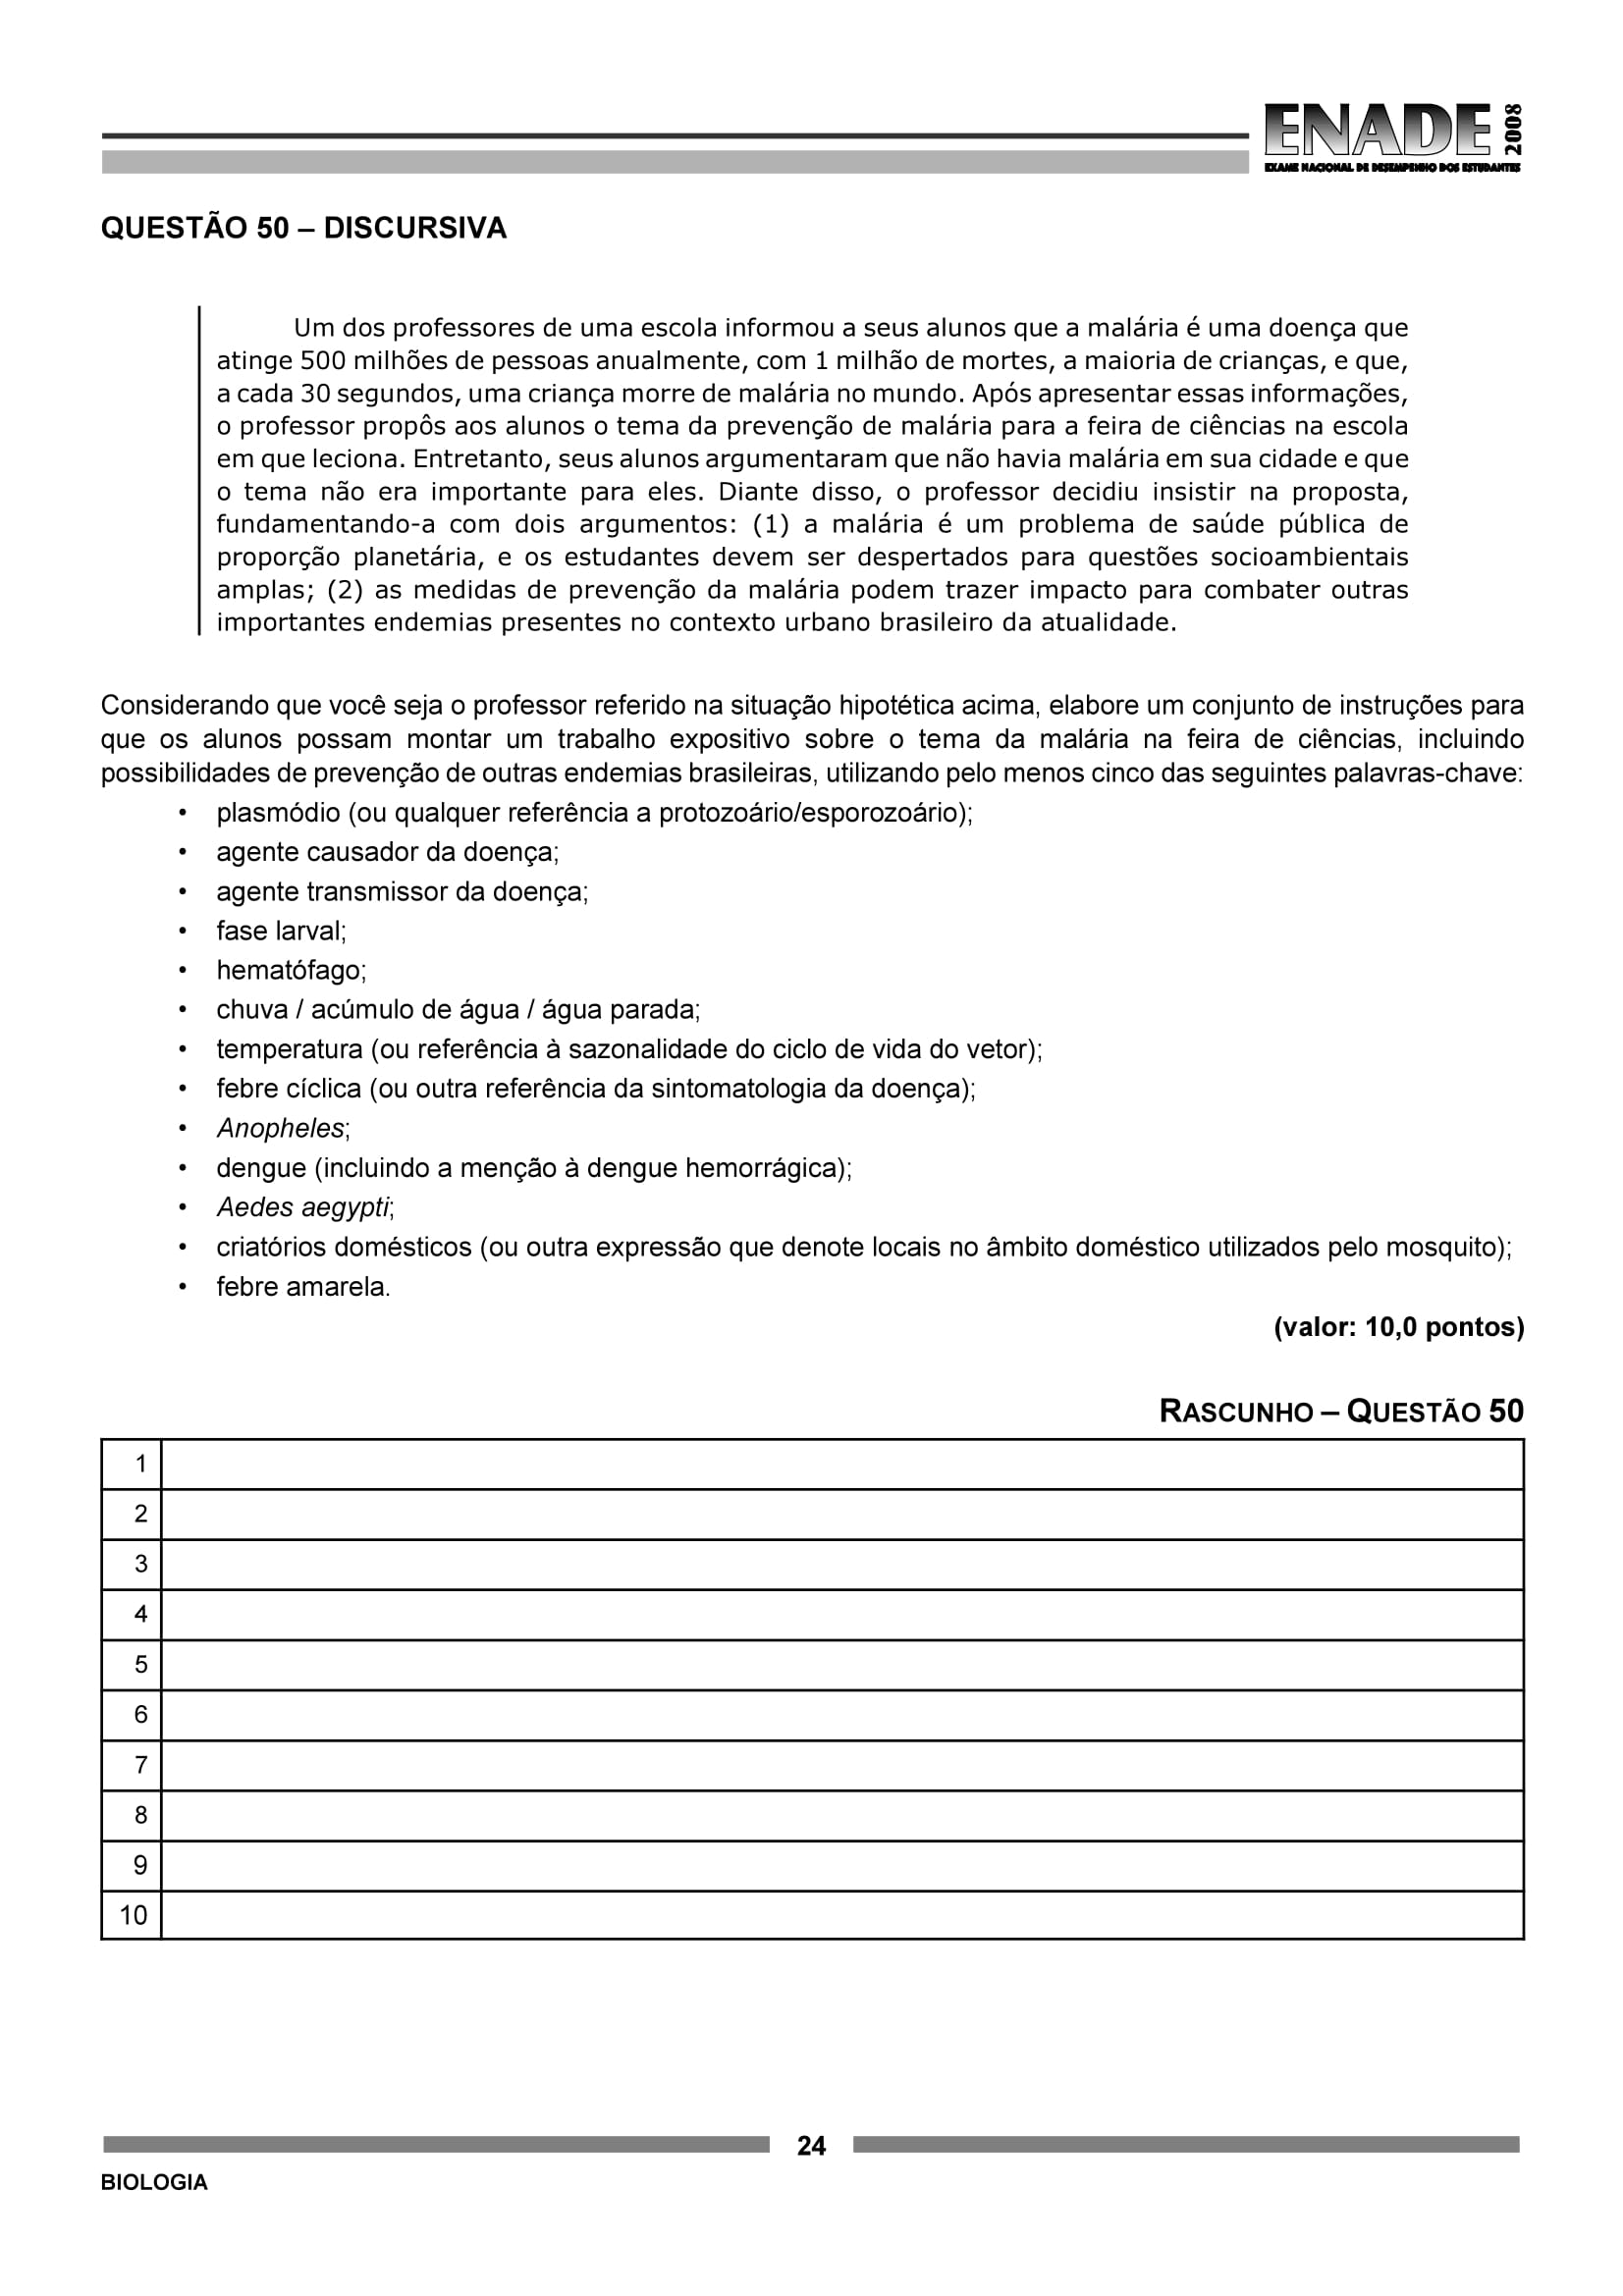 ENADE 2008
EXAME NACIONAL DE DESEMPENHO DOS ESTUDANTES
QUESTÃO 50 – DISCURSIVA
Um dos professores de uma escola informou a seus alunos que a malária é uma doença que
atinge 500 milhões de pessoas anualmente, com 1 milhão de mortes, a maioria de crianças, e que,
a cada 30 segundos, uma criança morre de malária no mundo. Após apresentar essas informações,
o professor propôs aos alunos o tema da prevenção de malária para a feira de ciências na escola
em que leciona. Entretanto, seus alunos argumentaram que não havia malária em sua cidade e que
o tema não era importante para eles. Diante disso, o professor decidiu insistir na proposta,
fundamentando-a com dois argumentos: (1) a malária é um problema de saúde pública de
proporção planetária, e os estudantes devem ser despertados para questões socioambientais
amplas; (2) as medidas de prevenção da malária podem trazer impacto para combater outras
importantes endemias presentes no contexto urbano brasileiro da atualidade.
Considerando que você seja o professor referido na situação hipotética acima, elabore um conjunto de instruções para
que os alunos possam montar um trabalho expositivo sobre o tema da malária na feira de ciências, incluindo
possibilidades de prevenção de outras endemias brasileiras, utilizando pelo menos cinco das seguintes palavras-chave:
• plasmódio (ou qualquer referência a protozoário/esporozoário);
• agente causador da doença;
• agente transmissor da doença;
• fase larval;
• hematófago;
• chuva / acúmulo de água / água parada;
• temperatura (ou referência à sazonalidade do ciclo de vida do vetor);
• febre cíclica (ou outra referência da sintomatologia da doença);
• Anopheles;
• dengue (incluindo a menção à dengue hemorrágica);
• Aedes aegypti;
• criatórios domésticos (ou outra expressão que denote locais no âmbito doméstico utilizados pelo mosquito);
• febre amarela.
(valor: 10,0 pontos)
RASCUNHO – QUESTÃO 50
1
2
3
4
5
6
7
8
9
10
24
BIOLOGIA